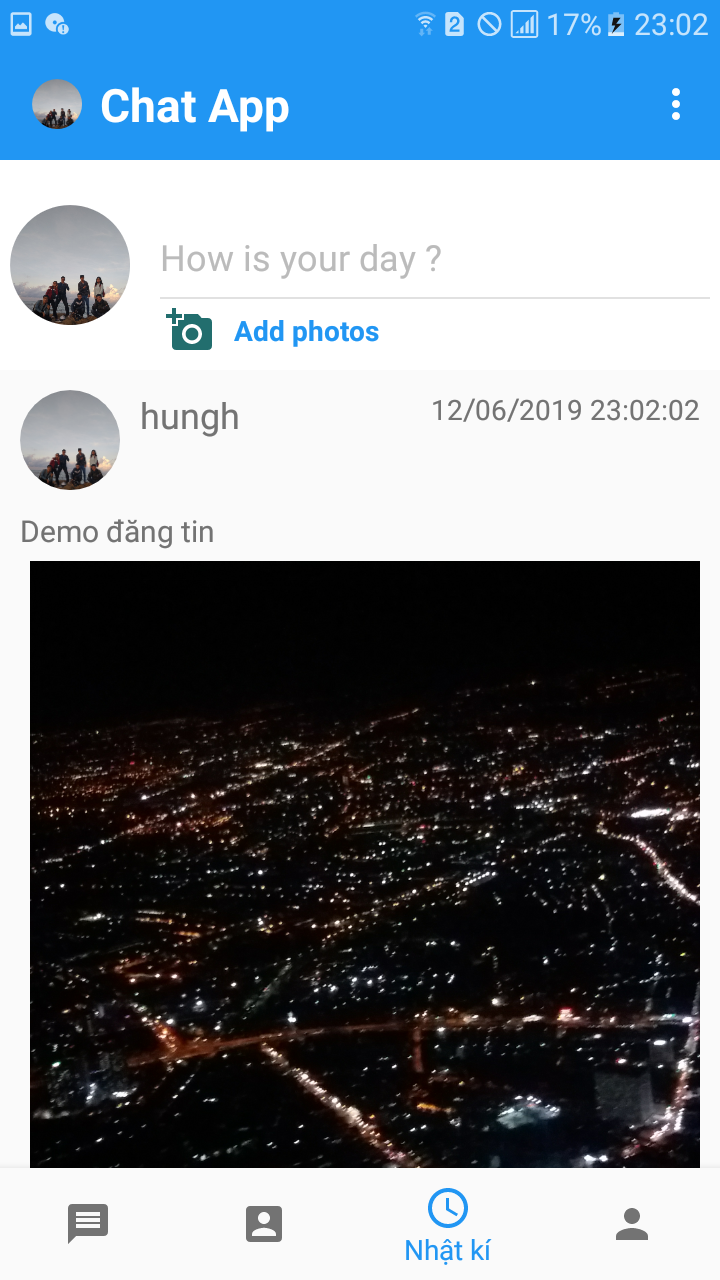 2 17% 23:02
Chat App
How is your day ?
Add photos
hungh 12/06/2019 23:02:02
Demo đăng tin
Nhật kí